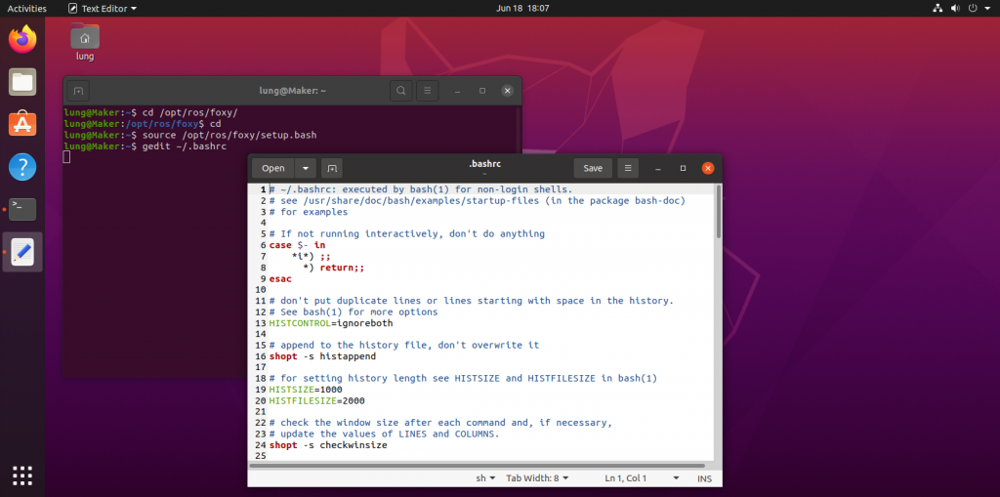 Activities
Text Editor
Jun 18 18:07
lung
lung@Maker: ~
lung@Maker:~$ cd /opt/ros/foxy/
lung@Maker:/opt/ros/foxy$ cd
lung@Maker:~$ source /opt/ros/foxy/setup.bash
lung@Maker:~$ gedit ~/.bashrc
Open
.bashrc
~
Save
1 # ~/.bashrc: executed by bash(1) for non-login shells.
2 # see /usr/share/doc/bash/examples/startup-files (in the package bash-doc)
3 # for examples
4
5 # If not running interactively, don't do anything
6 case $- in
7     *i*) ;;
8       *) return;;
9 esac
10
11 # don't put duplicate lines or lines starting with space in the history.
12 # See bash(1) for more options
13 HISTCONTROL=ignoreboth
14
15 # append to the history file, don't overwrite it
16 shopt -s histappend
17
18 # for setting history length see HISTSIZE and HISTFILESIZE in bash(1)
19 HISTSIZE=1000
20 HISTFILESIZE=2000
21
22 # check the window size after each command and, if necessary,
23 # update the values of LINES and COLUMNS.
24 shopt -s checkwinsize
25
sh
Tab Width: 8
Ln 1, Col 1
INS